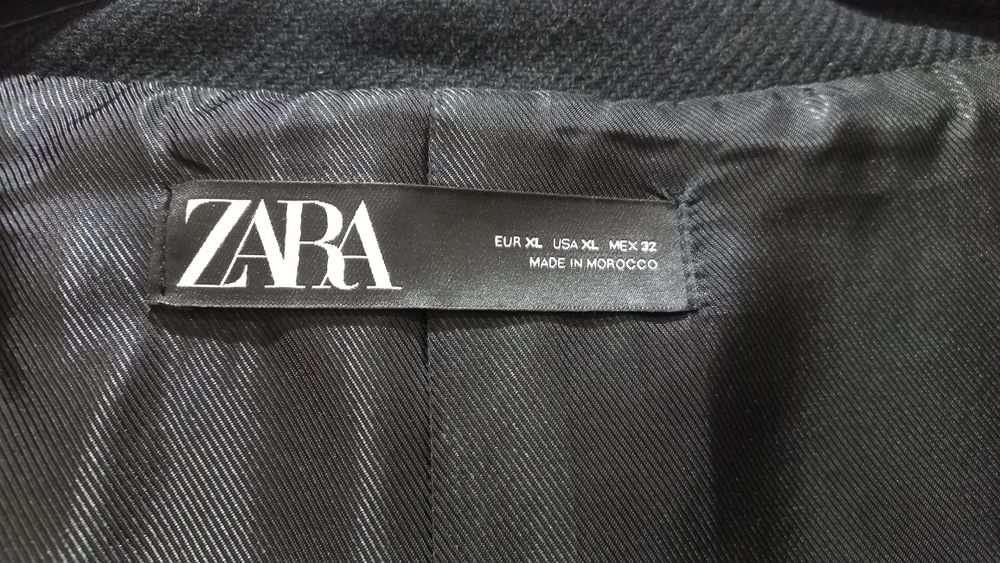 ZARA
EUR XL USA XL MEX 32
MADE IN MOROCCO